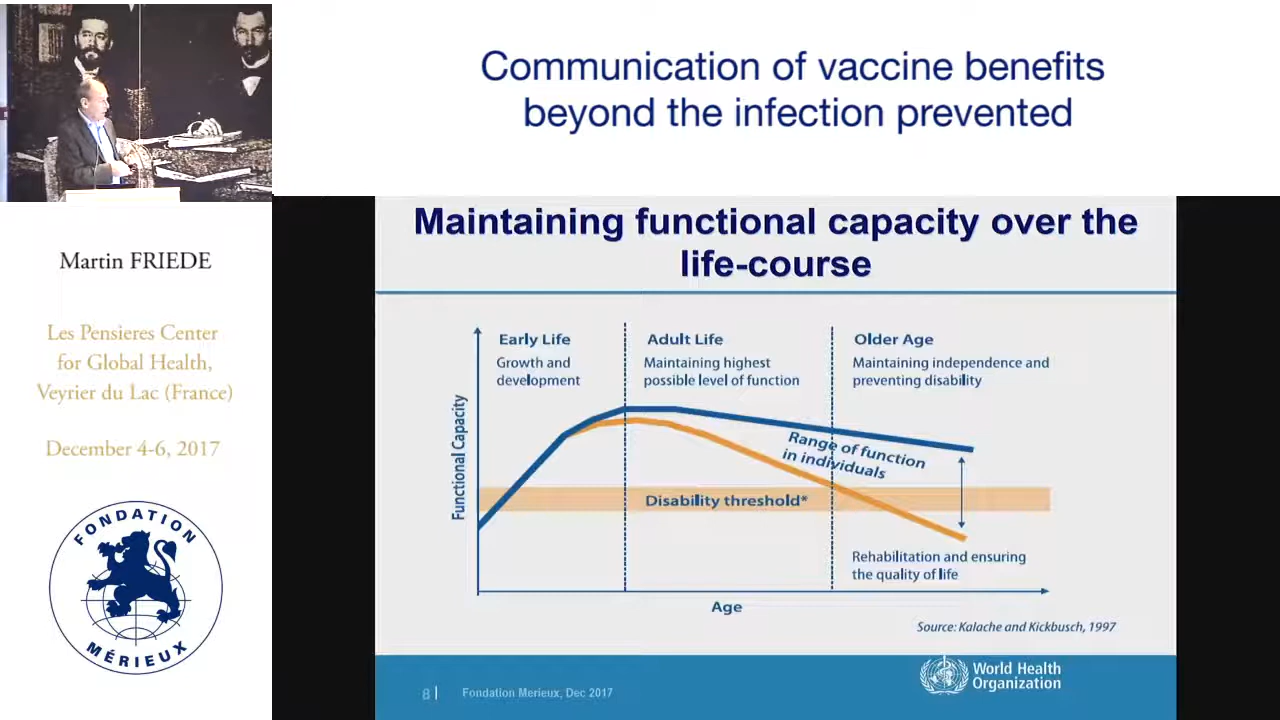 Communication of vaccine benefits
beyond the infection prevented
Martin FRIEDE
Les Pensieres Center
for Global Health,
Veyrier du Lac (France)
December 4-6, 2017
FONDATION
MÉRIEUX
Maintaining functional capacity over the
life-course
Early Life
Growth and
development
Adult Life
Maintaining highest
possible level of function
Older Age
Maintaining independence and
preventing disability
Functional Capacity
Range of function
in individuals
Disability threshold*
Rehabilitation and ensuring
the quality of life
Age
Source: Kalache and Kickbusch, 1997
8
Fondation Merieux, Dec 2017
World Health
Organization